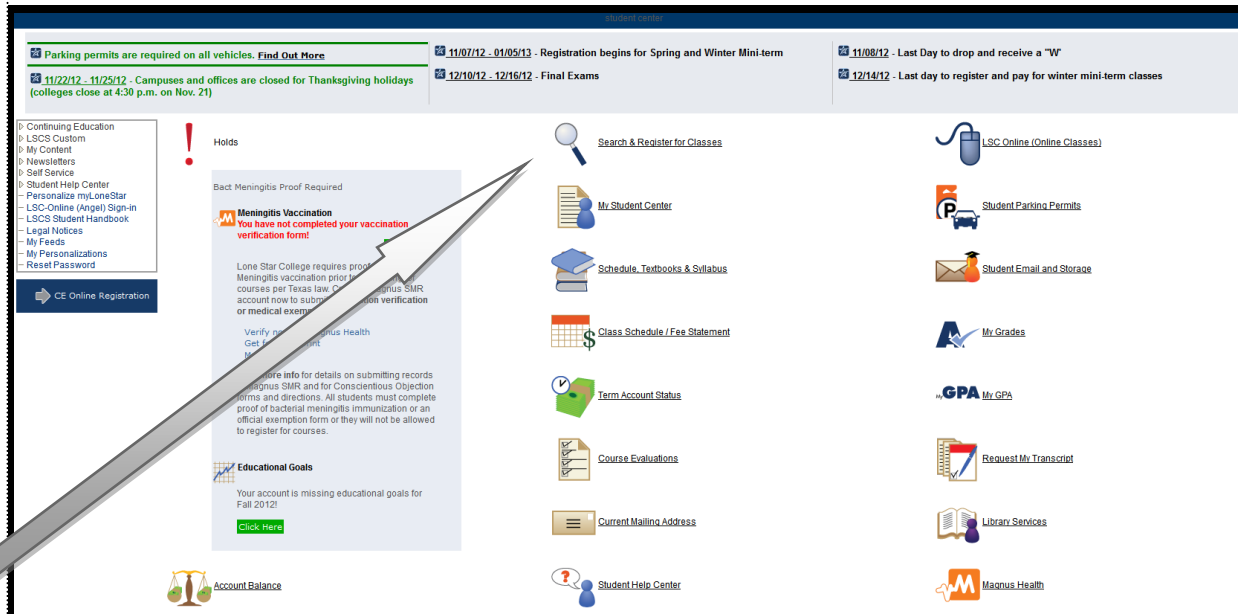 student center
Parking permits are required on all vehicles. Find Out More
11/22/12 - 11/25/12 - Campuses and offices are closed for Thanksgiving holidays
(colleges close at 4:30 p.m. on Nov. 21)
11/07/12 - 01/05/13 - Registration begins for Spring and Winter Mini-term
12/10/12 - 12/16/12 - Final Exams
11/08/12 - Last Day to drop and receive a "W"
12/14/12 - Last day to register and pay for winter mini-term classes
Continuing Education
LSCS Custom
My Content
Newsletters
Self Service
Student Help Center
Personalize myLoneStar
LSC-Online (Angel) Sign-in
LSCS Student Handbook
Legal Notices
My Feeds
My Personalizations
Reset Password
CE Online Registration
Holds
Bact Meningitis Proof Required
Meningitis Vaccination
You have not completed your vaccination
verification form!
Lone Star College requires proof
Meningitis vaccination prior
courses per Texas law. SMR
account now to submit verification
or medical
Verify Health
Get
info for details on submitting records
SMR and for Conscientious Objection
forms and directions. All students must complete
proof of bacterial meningitis immunization or an
official exemption form or they will not be allowed
to register for courses.
Educational Goals
Your account is missing educational goals for
Fall 2012!
Click Here
Account Balance
Search & Register for Classes
My Student Center
Schedule, Textbooks & Syllabus
Class Schedule / Fee Statement
Term Account Status
Course Evaluations
Current Mailing Address
Student Help Center
LSC Online (Online Classes)
Student Parking Permits
Student Email and Storage
My Grades
My GPA My GPA
Request My Transcript
Library Services
Magnus Health